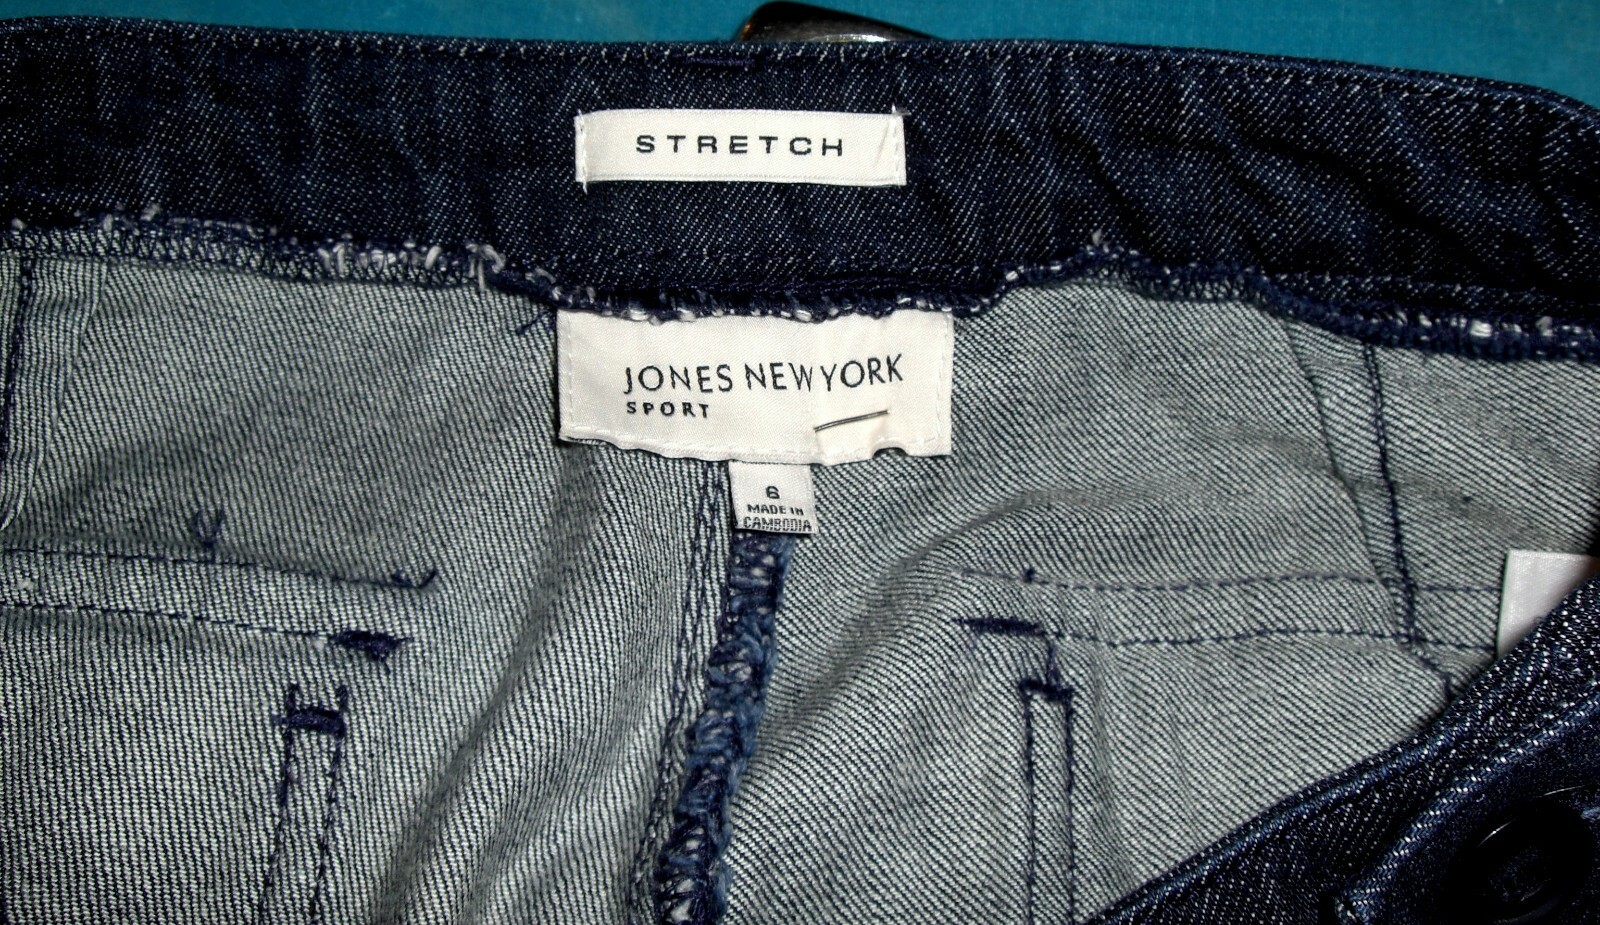 STRETCH
JONES NEW YORK
SPORT
6
MADE IN
CAMBODIA